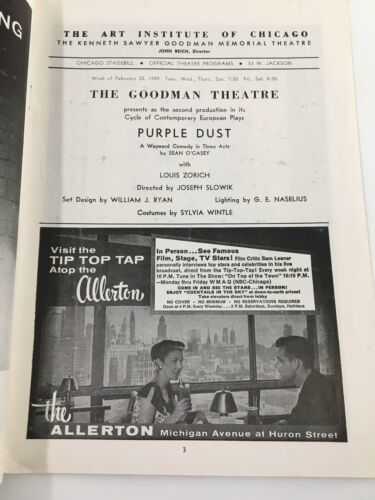 NG
THE ART INSTITUTE OF CHICAGO
THE KENNETH SAWYER GOODMAN MEMORIAL THEATRE
JOHN REICH, Director
CHICAGO STAGEBILL • OFFICIAL THEATRE PROGRAMS • 53 W. JACKSON
Week of February 22, 1959 Tues., Wed., Thurs., Sun., 7:30 Fri., Sat. 8:30
THE GOODMAN THEATRE
presents as the second production in its
Cycle of Contemporary European Plays
PURPLE DUST
A Wayward Comedy in Three Acts
by SEAN O'CASEY
with
LOUIS ZORICH
Directed by JOSEPH SLOWIK
Set Design by WILLIAM J. RYAN Lighting by G. E. NASELIUS
Costumes by SYLVIA WINTLE
Visit the
TIP TOP TAP
Atop the
Allerton
In Person...See Famous
Film, Stage, TV Stars! Film Critic Sam Lesner
personally interviews top stars and celebrities in his live
broadcast, direct from the Tip-Top-Tap! Every week night at
10 P.M. Tune in The Show: "On Top of the Town" 10:15 P.M.
—Monday thru Friday WMAQ (NBC-Chicago)
COME IN AND SEE THE STARS...IN PERSON!
ENJOY "COCKTAILS IN THE SKY" at down-to-earth prices!
NO COVER • NO MINIMUM • NO RESERVATIONS REQUIRED
Take elevators direct from lobby
Open at 4 P.M. Every Weekday P.M. Saturdays, Sundays, Holidays
the
ALLERTON Michigan Avenue at Huron Street
3